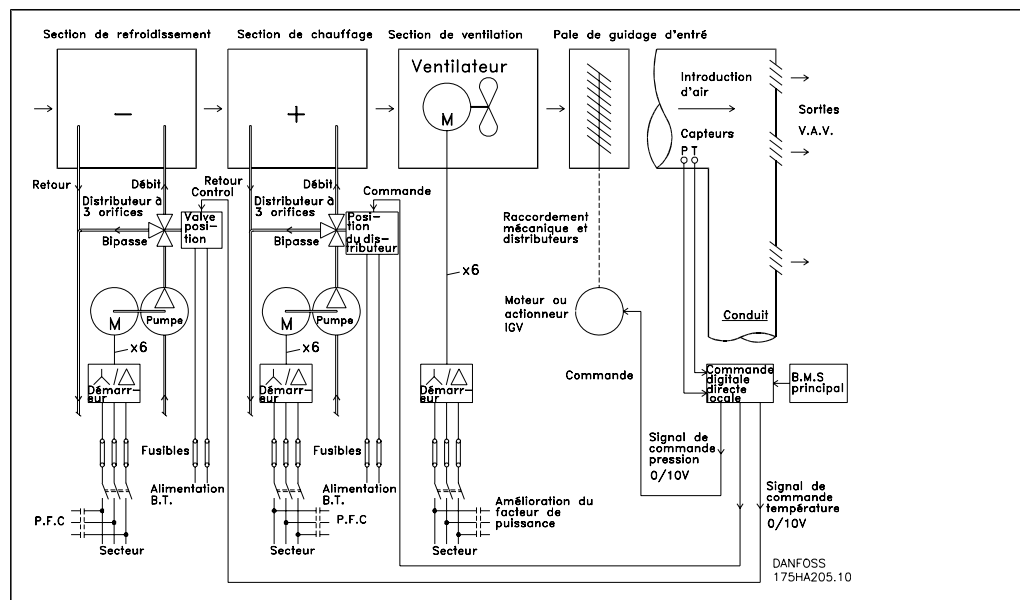 Section de refroidissement
Section de chauffage
Section de ventilation
Pale de guidage d'entré
Ventilateur
M
Introduction
d'air
Capteurs
P T
Sorties
V.A.V.
Retour
Débit
Distributeur à
3 orifices
Bipasse
Control
Valve
posi-
tion
Retour
Débit
Distributeur à
3 orifices
Bipasse
Commande
Posi-
tion
du dis-
tributeur
x6
Raccordement
mécanique et
distributeurs
Moteur ou
actionneur
IGV
Conduit
M
Pumpe
x6
M
Pumpe
x6
Démarr-
eur
Démarr-
eur
Démarr-
eur
Commande
Commande
digitale
directe
locale
B.M.S
principal
Fusibles
Fusibles
Alimentation
B.T.
Alimentation
B.T.
Signal de
commande
pression
0/10V
Signal de
commande
température
0/10V
P.F.C
P.F.C
Amélioration du
facteur de
puissance
Secteur
Secteur
Secteur
DANFOSS
175HA205.10